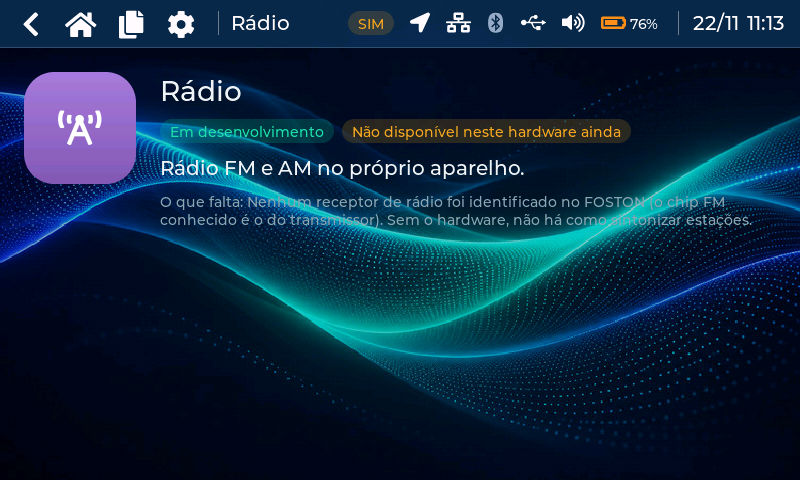 Rádio
SIM
76%
22/11 11:13
Rádio
Em desenvolvimento
Não disponível neste hardware ainda
Rádio FM e AM no próprio aparelho.
O que falta: Nenhum receptor de rádio foi identificado no FOSTON (o chip FM
conhecido é o do transmissor). Sem o hardware, não há como sintonizar estações.